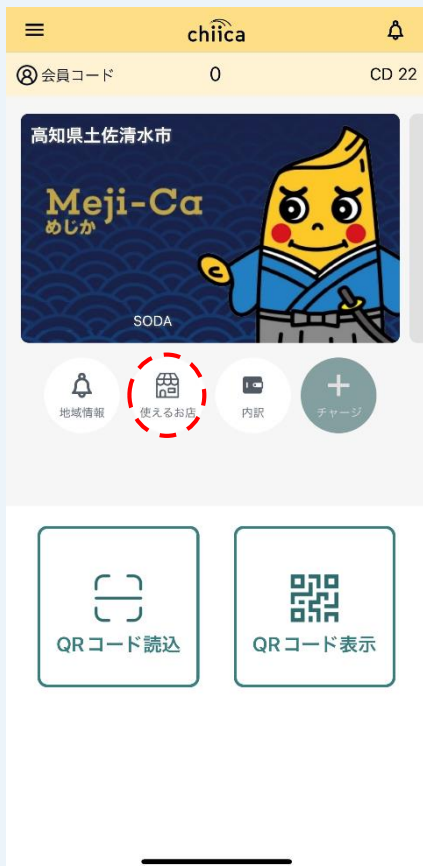 chiica
会員コード 0 CD 22
高知県土佐清水市
Meji-Ca
めじか
SODA
地域情報 使えるお店 内訳 チャージ
QRコード読込 QRコード表示